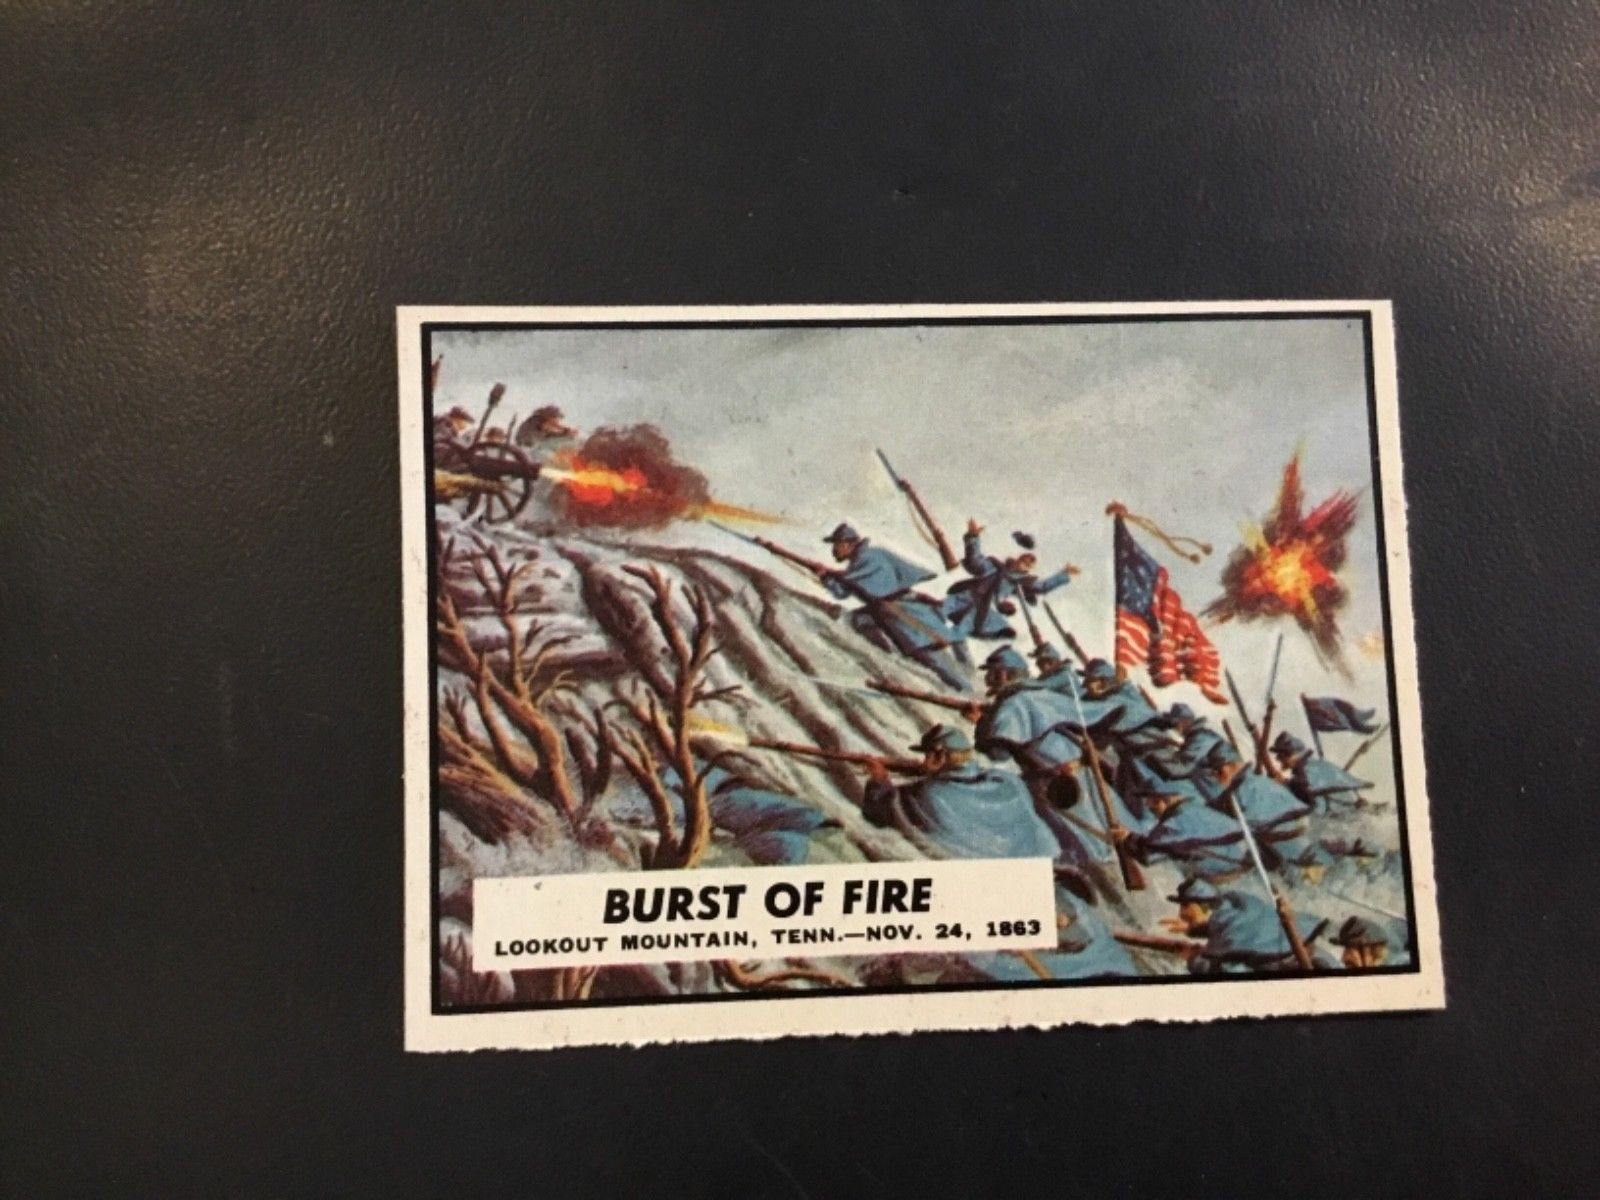 BURST OF FIRE
LOOKOUT MOUNTAIN, TENN.—NOV. 24, 1863